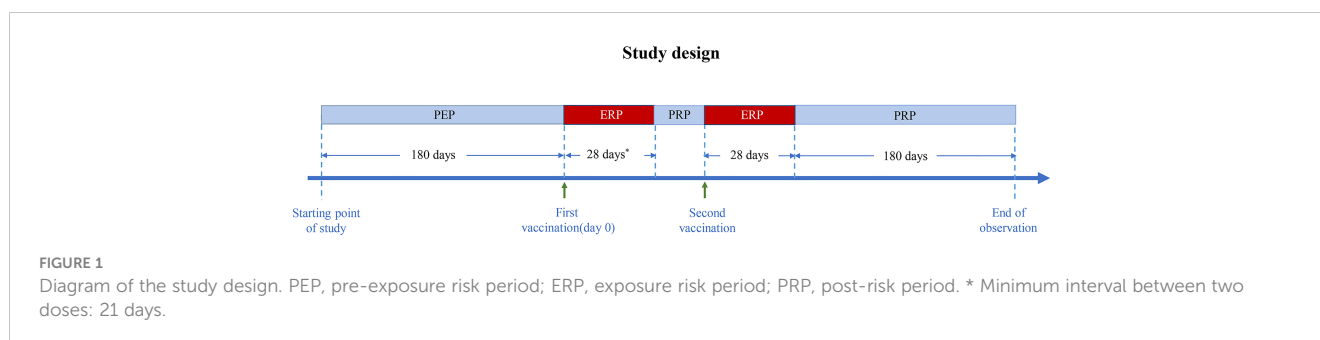 Study design
PEP ERP PRP ERP PRP
180 days 28 days* 28 days 180 days
Starting point
of study
First
vaccination(day 0)
Second
vaccination
End of
observation
FIGURE 1
Diagram of the study design. PEP, pre-exposure risk period; ERP, exposure risk period; PRP, post-risk period. * Minimum interval between two
doses: 21 days.